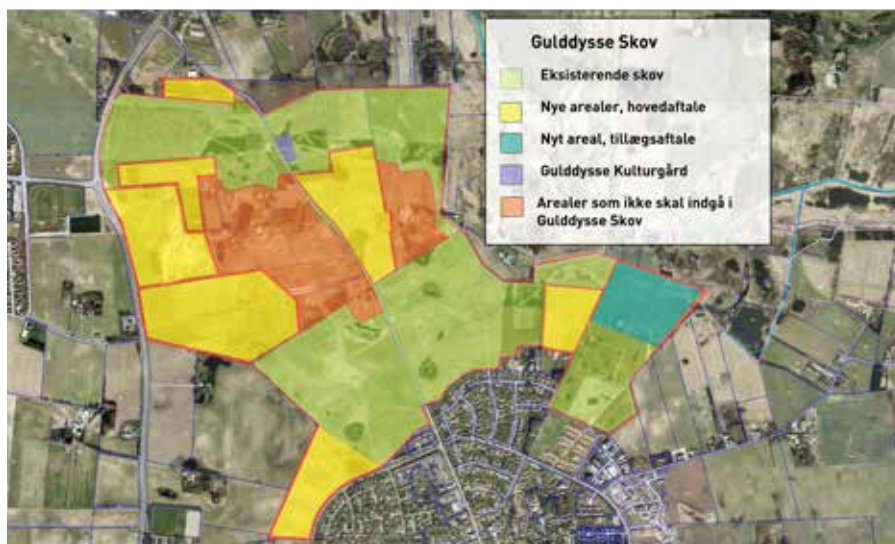 Gulddysse Skov
Eksisterende skov
Nye arealer, hovedaftale
Nyt areal, tillægsaftale
Gulddysse Kulturgård
Arealer som ikke skal indgå i
Gulddysse Skov